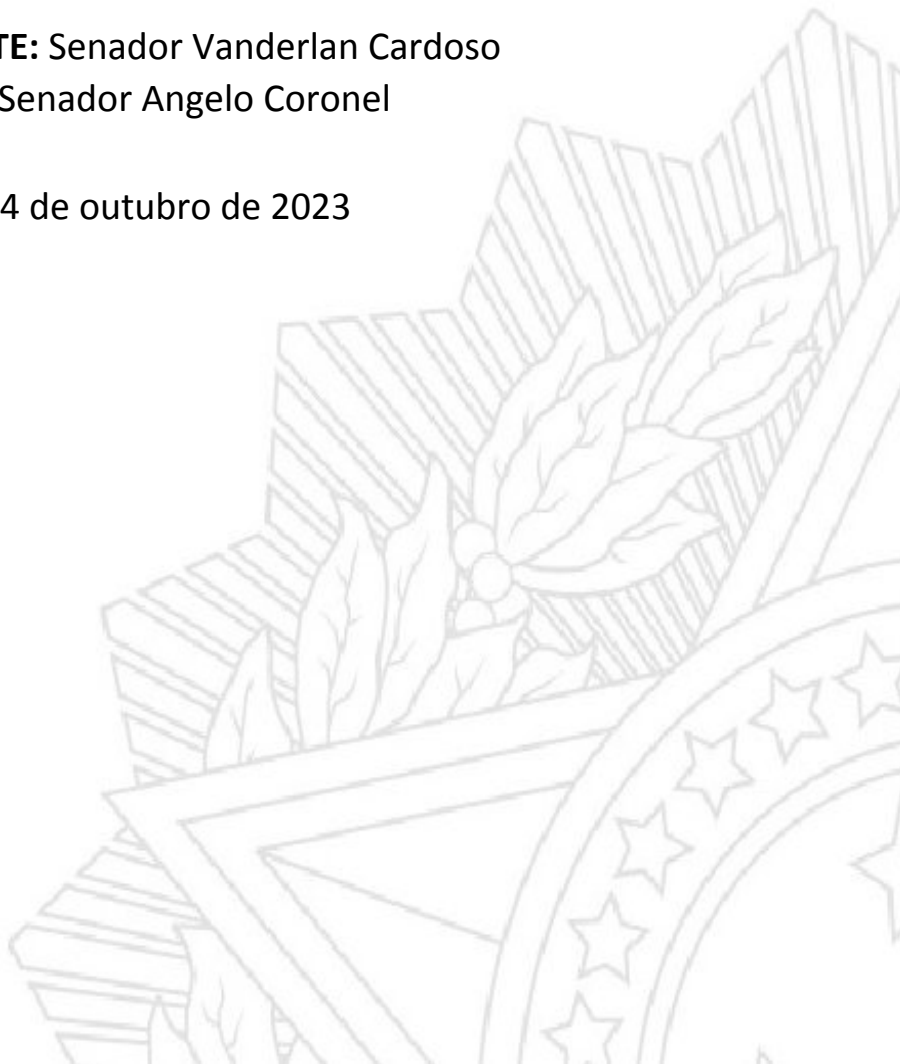 TE: Senador Vanderlan Cardoso
Senador Angelo Coronel
4 de outubro de 2023